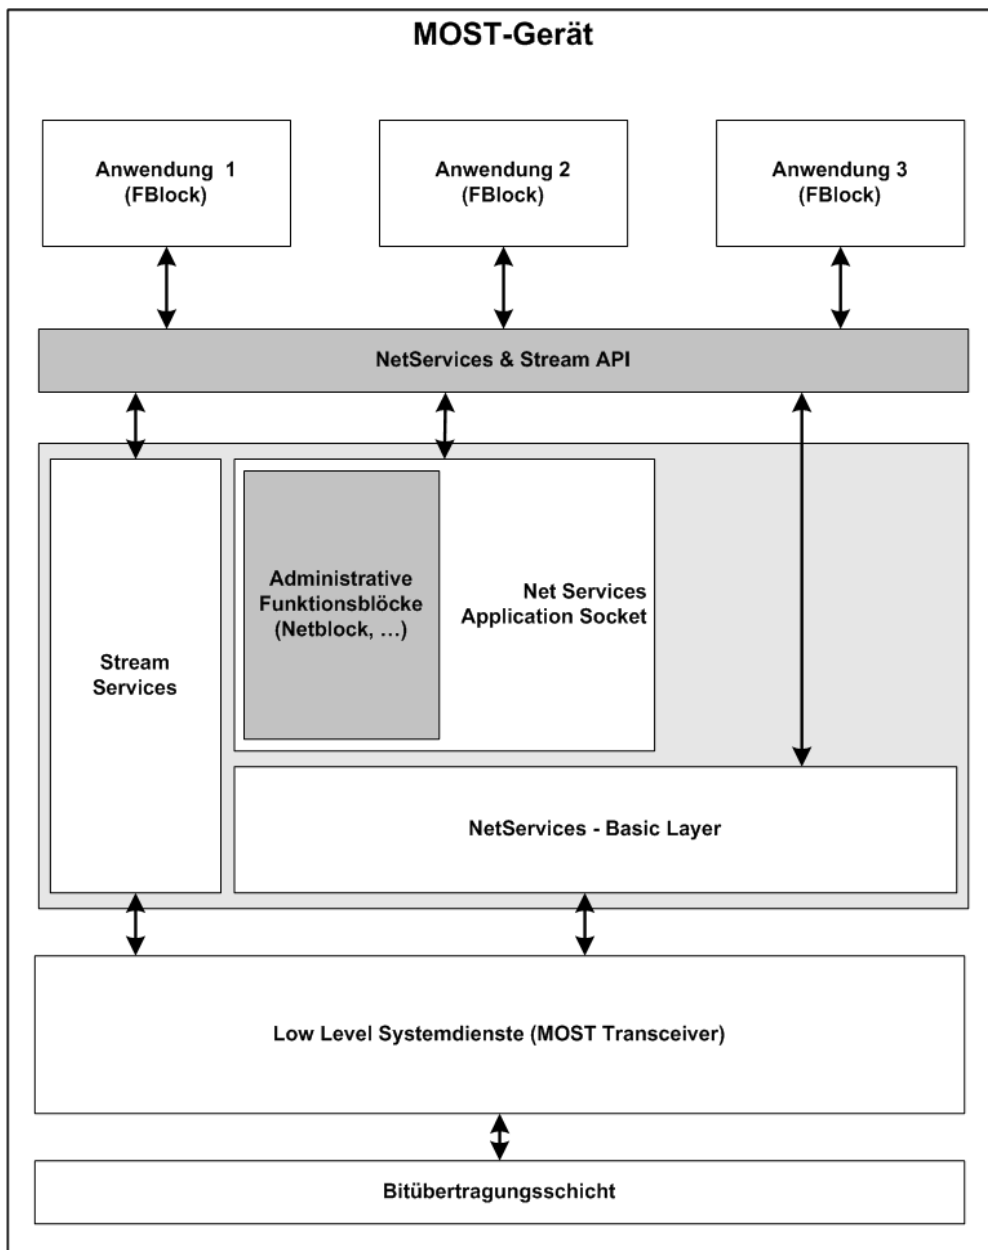 MOST-Gerät
Anwendung 1
(FBlock)
Anwendung 2
(FBlock)
Anwendung 3
(FBlock)
NetServices & Stream API
Administrative
Funktionsblöcke
(Netblock, ...)
Net Services
Application Socket
Stream
Services
NetServices - Basic Layer
Low Level Systemdienste (MOST Transceiver)
Bitübertragungsschicht